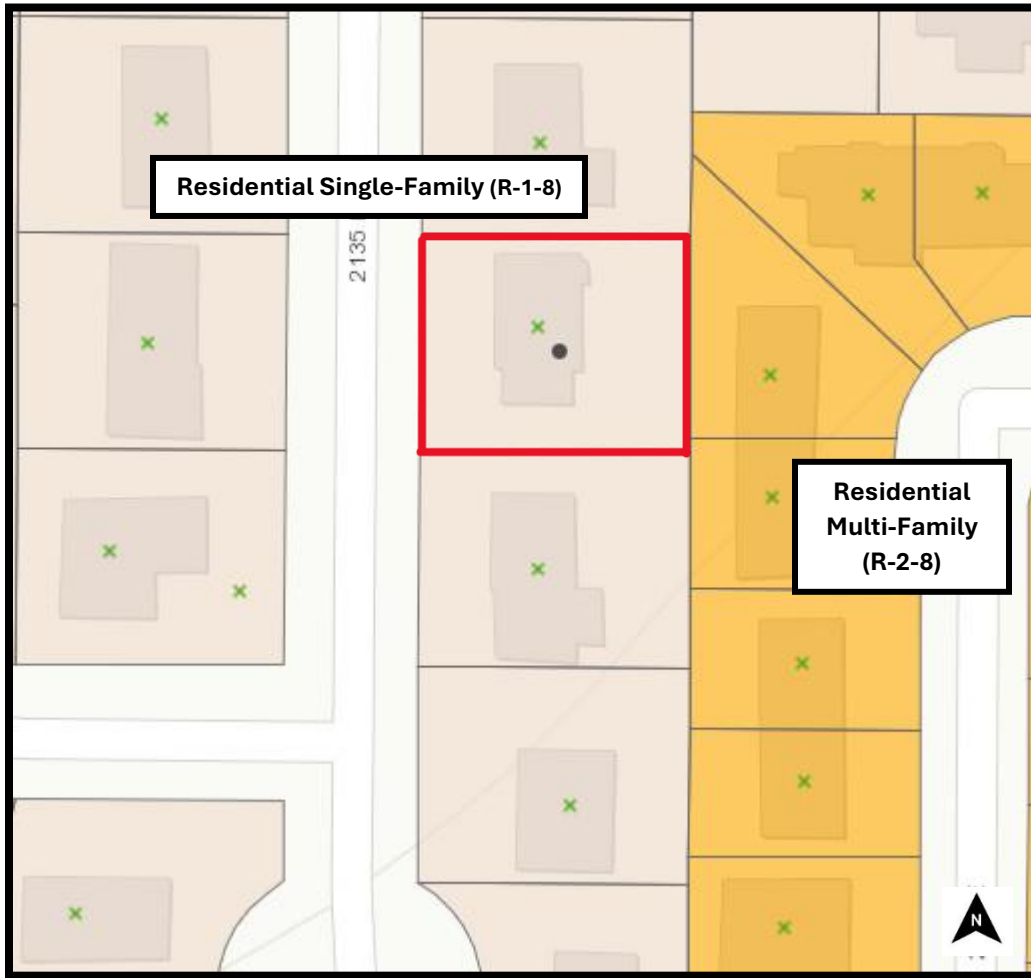 Residential Single-Family (R-1-8)
2135
Residential
Multi-Family
(R-2-8)
N